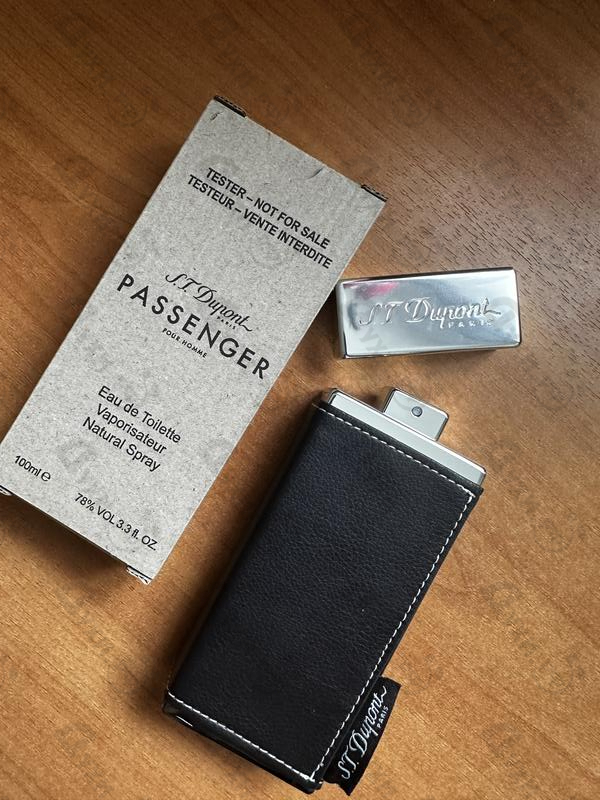 TESTER – NOT FOR SALE
TESTEUR – VENTE INTERDITE
S.T. Dupont
PARIS
PASSENGER
POUR HOMME
Eau de Toilette
Vaporisateur
Natural Spray
100ml e
78% VOL 3.3 fl. OZ.
S.T. Dupont
PARIS
S.T. Dupont
PARIS